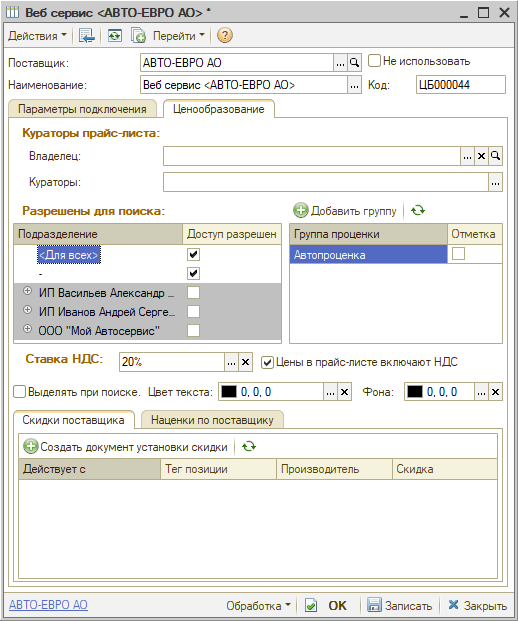 Веб сервис <АВТО-ЕВРО АО> *
Действия Перейти ?
Поставщик: АВТО-ЕВРО АО ... Не использовать
Наименование: Веб сервис <АВТО-ЕВРО АО> ... Код: ЦБ000044
Параметры подключения Ценообразование
Кураторы прайс-листа:
Владелец: ...
Кураторы: ...
Разрешены для поиска: Добавить группу
Подразделение Доступ разрешен Группа проценки Отметка
<Для всех> Автопроценка
-
ИП Васильев Александр ...
ИП Иванов Андрей Серге...
ООО "Мой Автосервис"
Ставка НДС: 20% ... Цены в прайс-листе включают НДС
Выделять при поиске. Цвет текста: 0, 0, 0 ... Фона: 0, 0, 0 ...
Скидки поставщика Наценки по поставщику
Создать документ установки скидки
Действует с Тег позиции Производитель Скидка
АВТО-ЕВРО АО Обработка OK Записать Закрыть